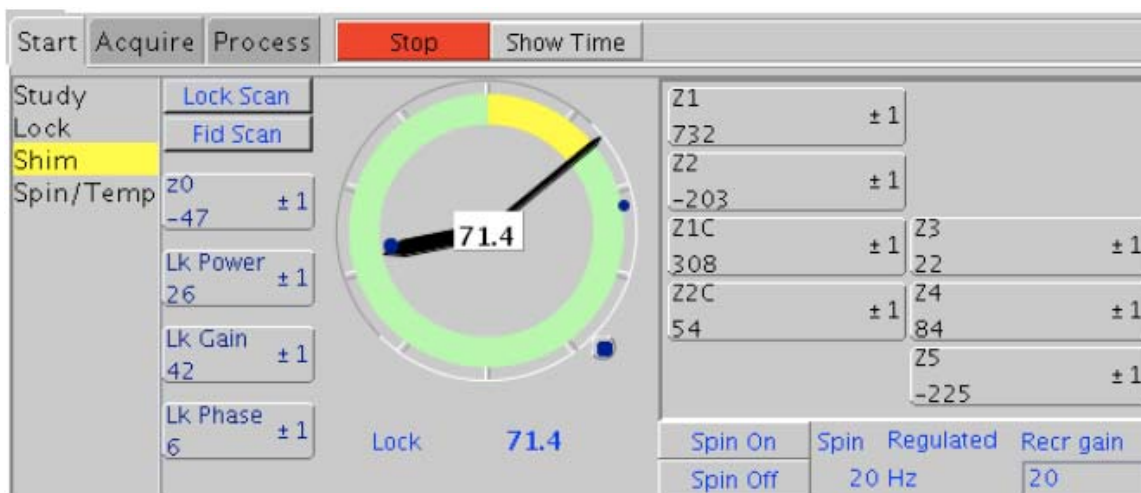 Start Acquire Process Stop Show Time
Study
Lock
Shim
Spin/Temp
Lock Scan
Fid Scan
z0
-47 ±1
Lk Power
26 ±1
Lk Gain
42 ±1
Lk Phase
6 ±1
71.4
Lock 71.4
Z1
732 ±1
Z2
-203 ±1
Z1C
308 ±1
Z3
22 ±1
Z2C
54 ±1
Z4
84 ±1
Z5
-225 ±1
Spin On
Spin Off
Spin Regulated
20 Hz
Recr gain
20